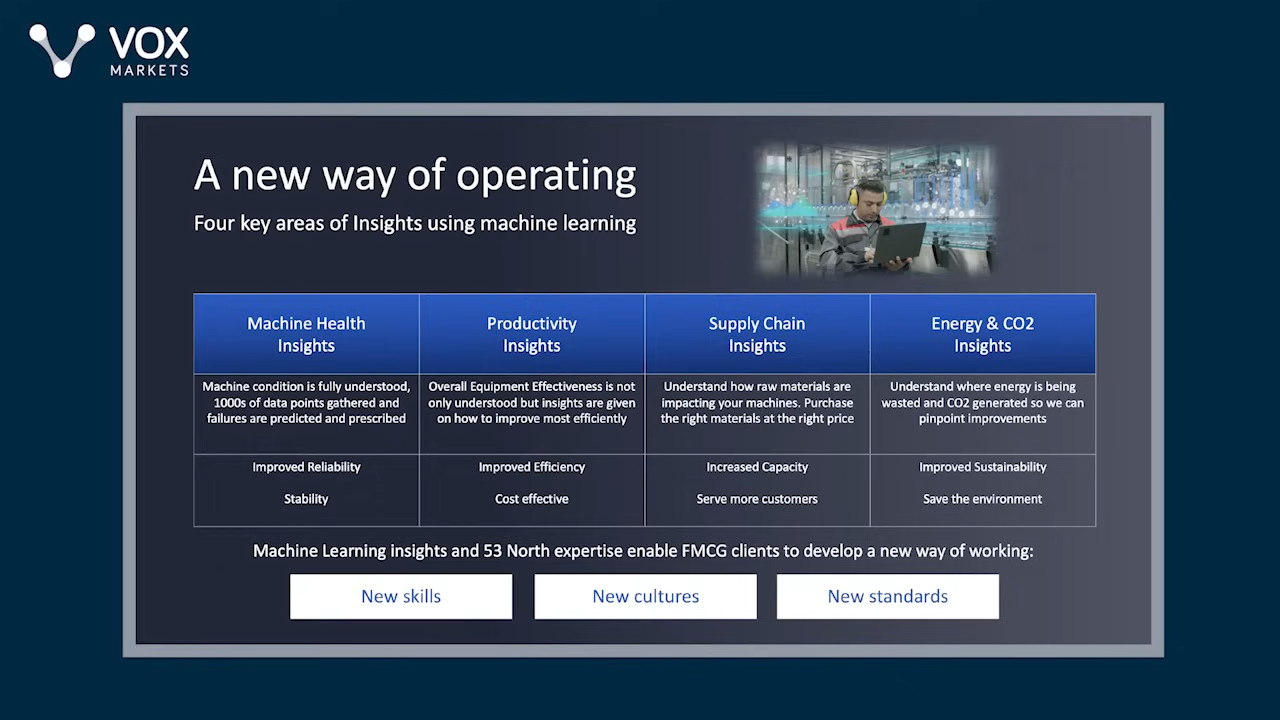 VOX
MARKETS
A new way of operating
Four key areas of Insights using machine learning
Machine Health
Insights
Productivity
Insights
Supply Chain
Insights
Energy & CO2
Insights
Machine condition is fully understood,
1000s of data points gathered and
failures are predicted and prescribed
Overall Equipment Effectiveness is not
only understood but insights are given
on how to improve most efficiently
Understand how raw materials are
impacting your machines. Purchase
the right materials at the right price
Understand where energy is being
wasted and CO2 generated so we can
pinpoint improvements
Improved Reliability
Stability
Improved Efficiency
Cost effective
Increased Capacity
Serve more customers
Improved Sustainability
Save the environment
Machine Learning insights and 53 North expertise enable FMCG clients to develop a new way of working:
New skills
New cultures
New standards